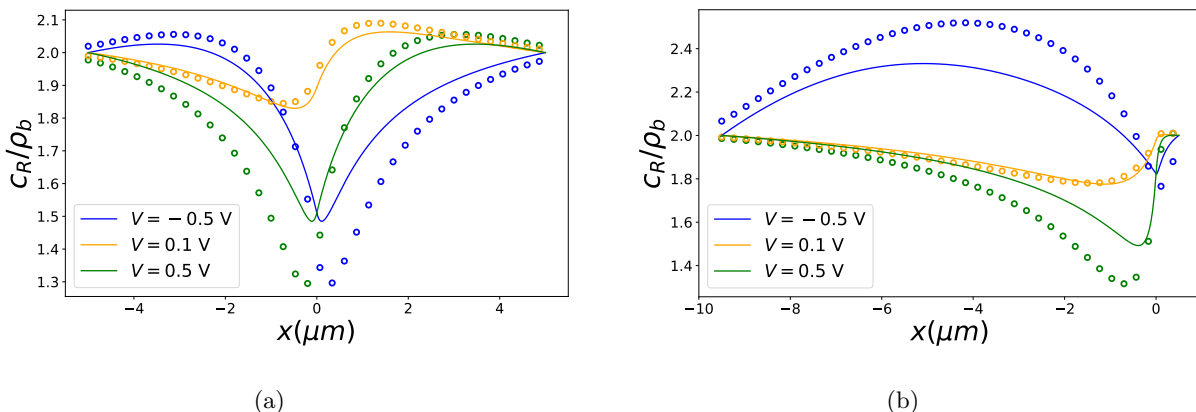 2.1
2.0
1.9
1.8
1.7
1.6
1.5
1.4
1.3
c_R/ρ_b
V = −0.5 V
V = 0.1 V
V = 0.5 V
−4 −2 0 2 4
x(μm)
(a)
2.4
2.2
2.0
1.8
1.6
1.4
c_R/ρ_b
V = −0.5 V
V = 0.1 V
V = 0.5 V
−10 −8 −6 −4 −2 0
x(μm)
(b)